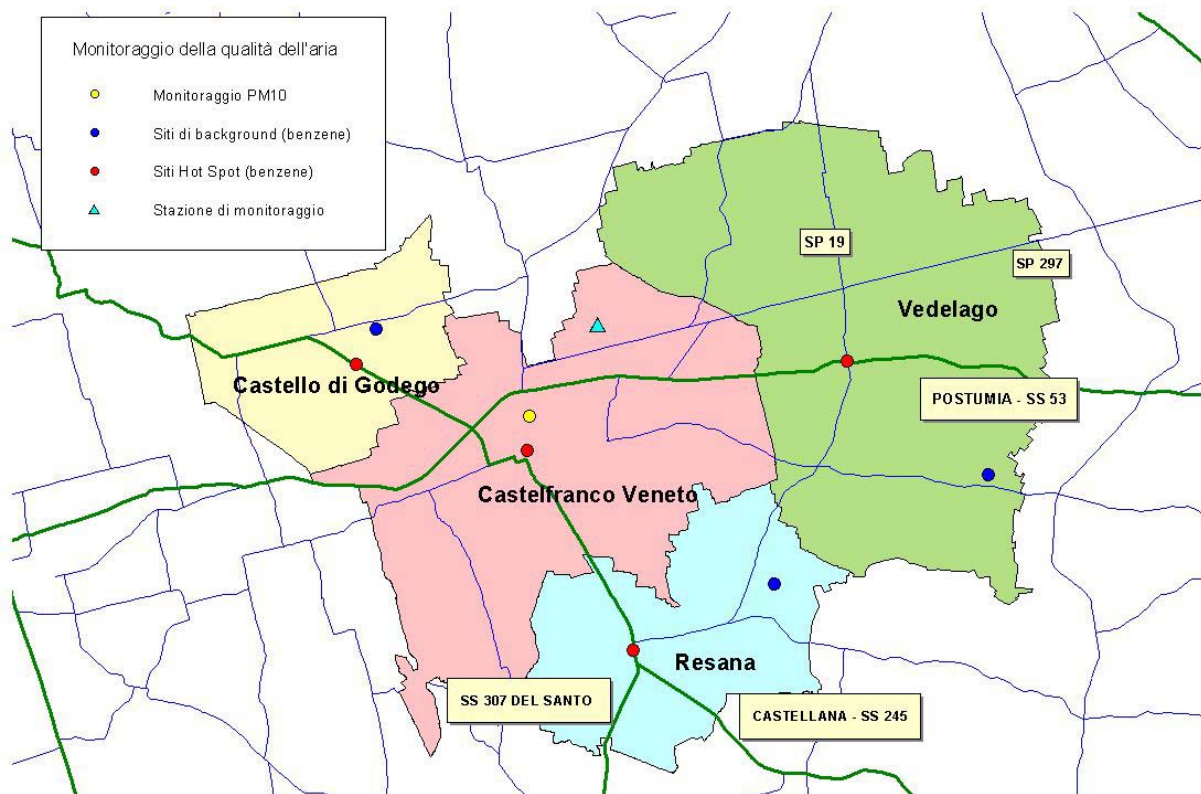 Monitoraggio della qualità dell'aria
Monitoraggio PM10
Siti di background (benzene)
Siti Hot Spot (benzene)
Stazione di monitoraggio
SP 19
SP 297
Vedelago
Castello di Godego
POSTUMIA - SS 53
Castelfranco Veneto
Resana
SS 307 DEL SANTO
CASTELLANA - SS 245